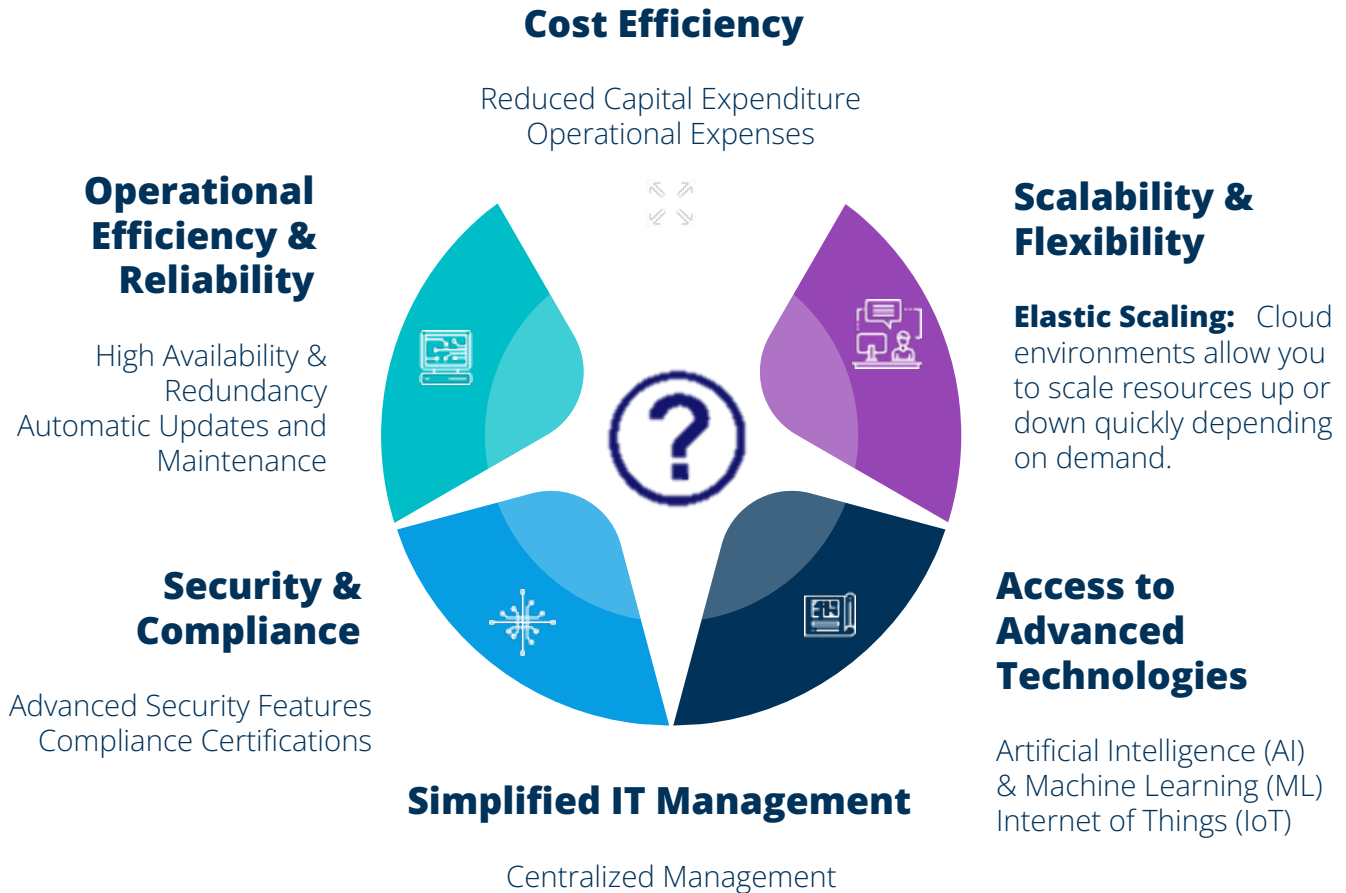 Cost Efficiency
Reduced Capital Expenditure
Operational Expenses
Operational
Efficiency &
Reliability
High Availability &
Redundancy
Automatic Updates and
Maintenance
Scalability &
Flexibility
Elastic Scaling: Cloud
environments allow you
to scale resources up or
down quickly depending
on demand.
?
Security &
Compliance
Advanced Security Features
Compliance Certifications
Access to
Advanced
Technologies
Artificial Intelligence (AI)
& Machine Learning (ML)
Internet of Things (IoT)
Simplified IT Management
Centralized Management